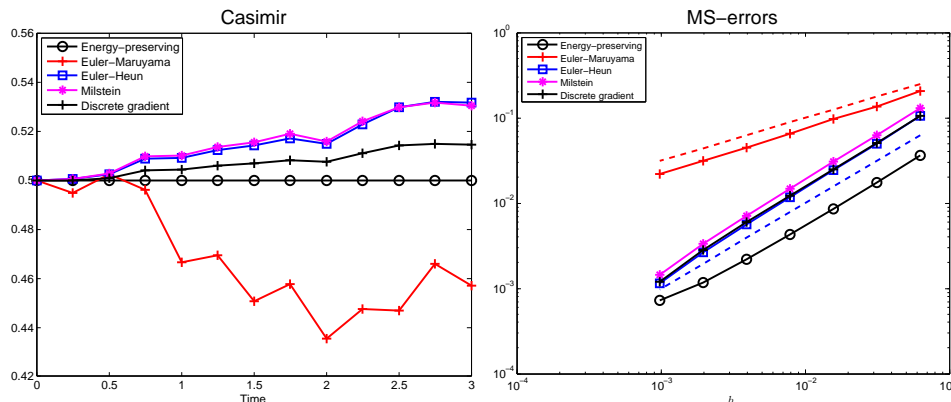 Casimir
0.56
0.54
0.52
0.5
0.48
0.46
0.44
0.42
0
0.5
1
1.5
2
2.5
3
Time
Energy−preserving
Euler−Maruyama
Euler−Heun
Milstein
Discrete gradient
MS−errors
10^0
10^−1
10^−2
10^−3
10^−4
10^−4
10^−3
10^−2
Energy−preserving
Euler−Maruyama
Euler−Heun
Milstein
Discrete gradient